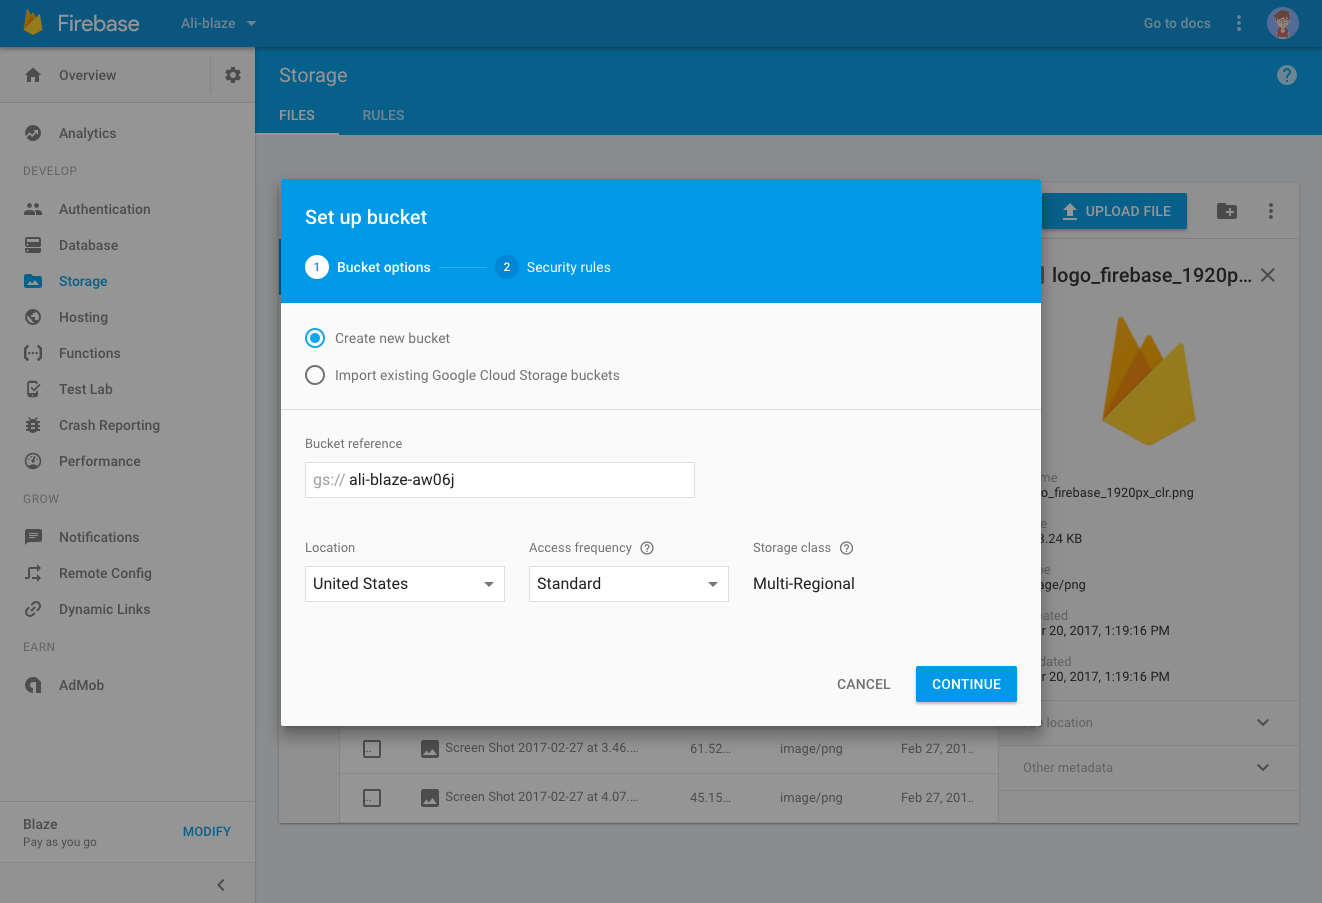 Firebase
Ali-blaze
Go to docs
Overview
Storage
FILES RULES
Analytics
DEVELOP
Authentication
Database
Storage
Hosting
Functions
Test Lab
Crash Reporting
Performance
GROW
Notifications
Remote Config
Dynamic Links
EARN
AdMob
Blaze
Pay as you go
MODIFY
Set up bucket
1 Bucket options 2 Security rules
Create new bucket
Import existing Google Cloud Storage buckets
Bucket reference
gs:// ali-blaze-aw06j
Location Access frequency ? Storage class ?
United States Standard Multi-Regional
CANCEL CONTINUE
UPLOAD FILE
logo_firebase_1920p...
o_firebase_1920px_clr.png
.24 KB
age/png
20, 2017, 1:19:16 PM
20, 2017, 1:19:16 PM
location
Other metadata
Screen Shot 2017-02-27 at 3.46.... 61.52... image/png Feb 27, 201..
Screen Shot 2017-02-27 at 4.07.... 45.15... image/png Feb 27, 201..